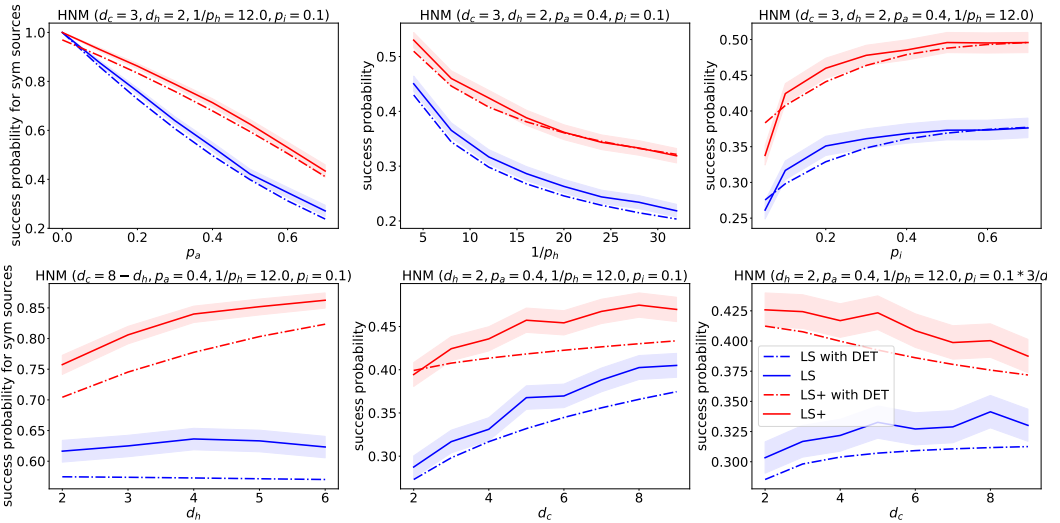 HNM (d_c = 3, d_h = 2, 1/p_h = 12.0, p_i = 0.1)
success probability for sym sources
1.0
0.8
0.6
0.4
0.2
0.0 0.2 0.4 0.6
p_a
HNM (d_c = 3, d_h = 2, p_a = 0.4, p_i = 0.1)
success probability
0.5
0.4
0.3
0.2
5 10 15 20 25 30
1/p_h
HNM (d_c = 3, d_h = 2, p_a = 0.4, 1/p_h = 12.0)
success probability
0.50
0.45
0.40
0.35
0.30
0.25
0.2 0.4 0.6
p_i
HNM (d_c = 8 − d_h, p_a = 0.4, 1/p_h = 12.0, p_i = 0.1)
success probability for sym sources
0.85
0.80
0.75
0.70
0.65
0.60
2 3 4 5 6
d_h
HNM (d_h = 2, p_a = 0.4, 1/p_h = 12.0, p_i = 0.1)
success probability
0.45
0.40
0.35
0.30
2 4 6 8
d_c
HNM (d_h = 2, p_a = 0.4, 1/p_h = 12.0, p_i = 0.1 * 3/d
success probability
0.425
0.400
0.375
0.350
0.325
0.300
2 4 6 8
d_c
LS with DET
LS
LS+ with DET
LS+